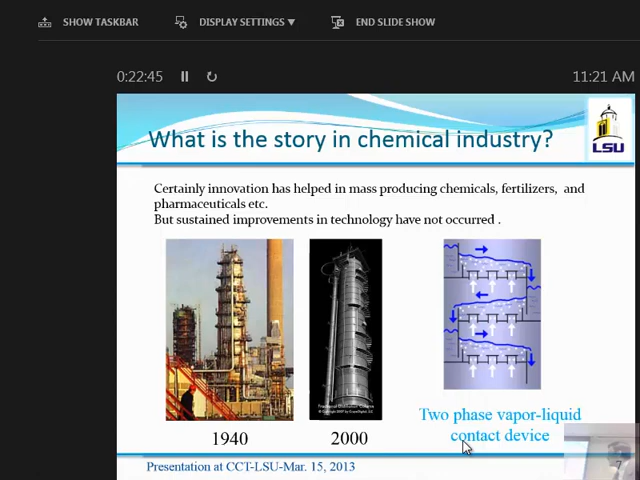 SHOW TASKBAR
DISPLAY SETTINGS ▼
END SLIDE SHOW
0:22:45
11:21 AM
What is the story in chemical industry?
LSU
Certainly innovation has helped in mass producing chemicals, fertilizers, and
pharmaceuticals etc.
But sustained improvements in technology have not occurred .
1940
2000
Two phase vapor-liquid
contact device
Presentation at CCT-LSU-Mar. 15, 2013
7